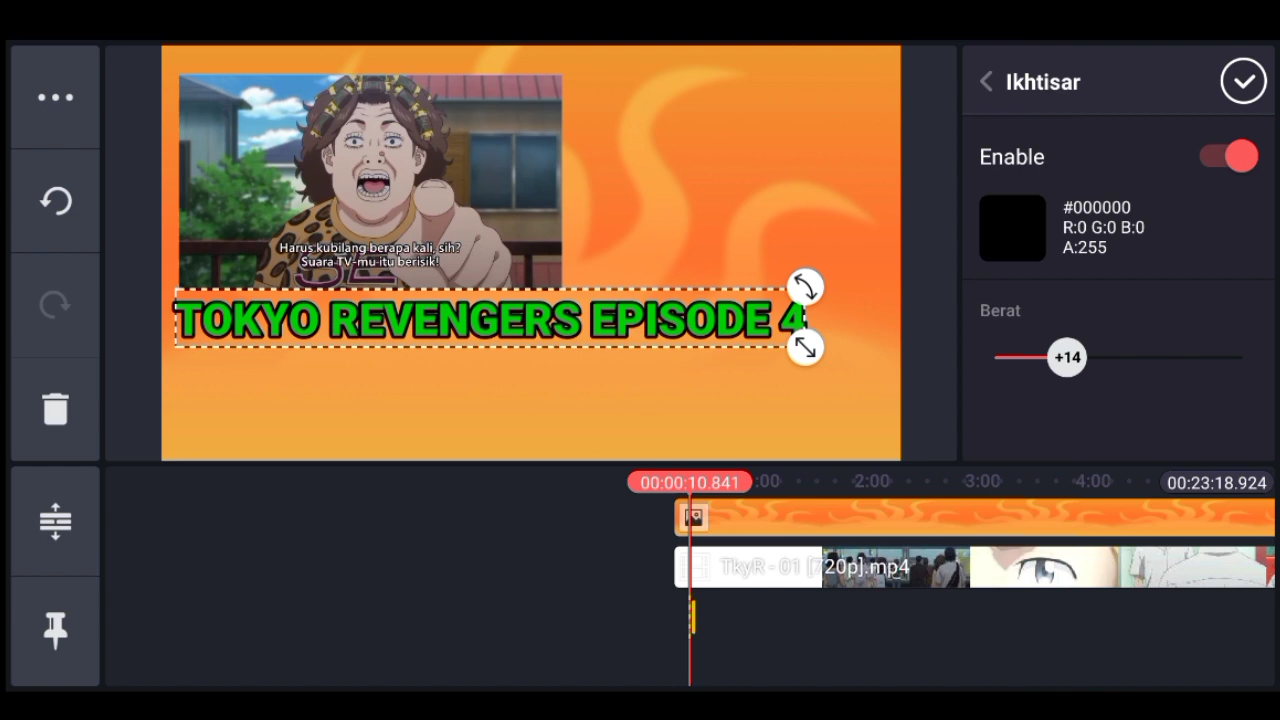 Ikhtisar
Enable
#000000
R:0 G:0 B:0
A:255
Berat
+14
Harus kubilang berapa kali, sih?
Suara TV-mu itu berisik!
TOKYO REVENGERS EPISODE 4
00:00:10.841 :00 2:00 3:00 4:00 00:23:18.924
TkyR - 01 [720p].mp4